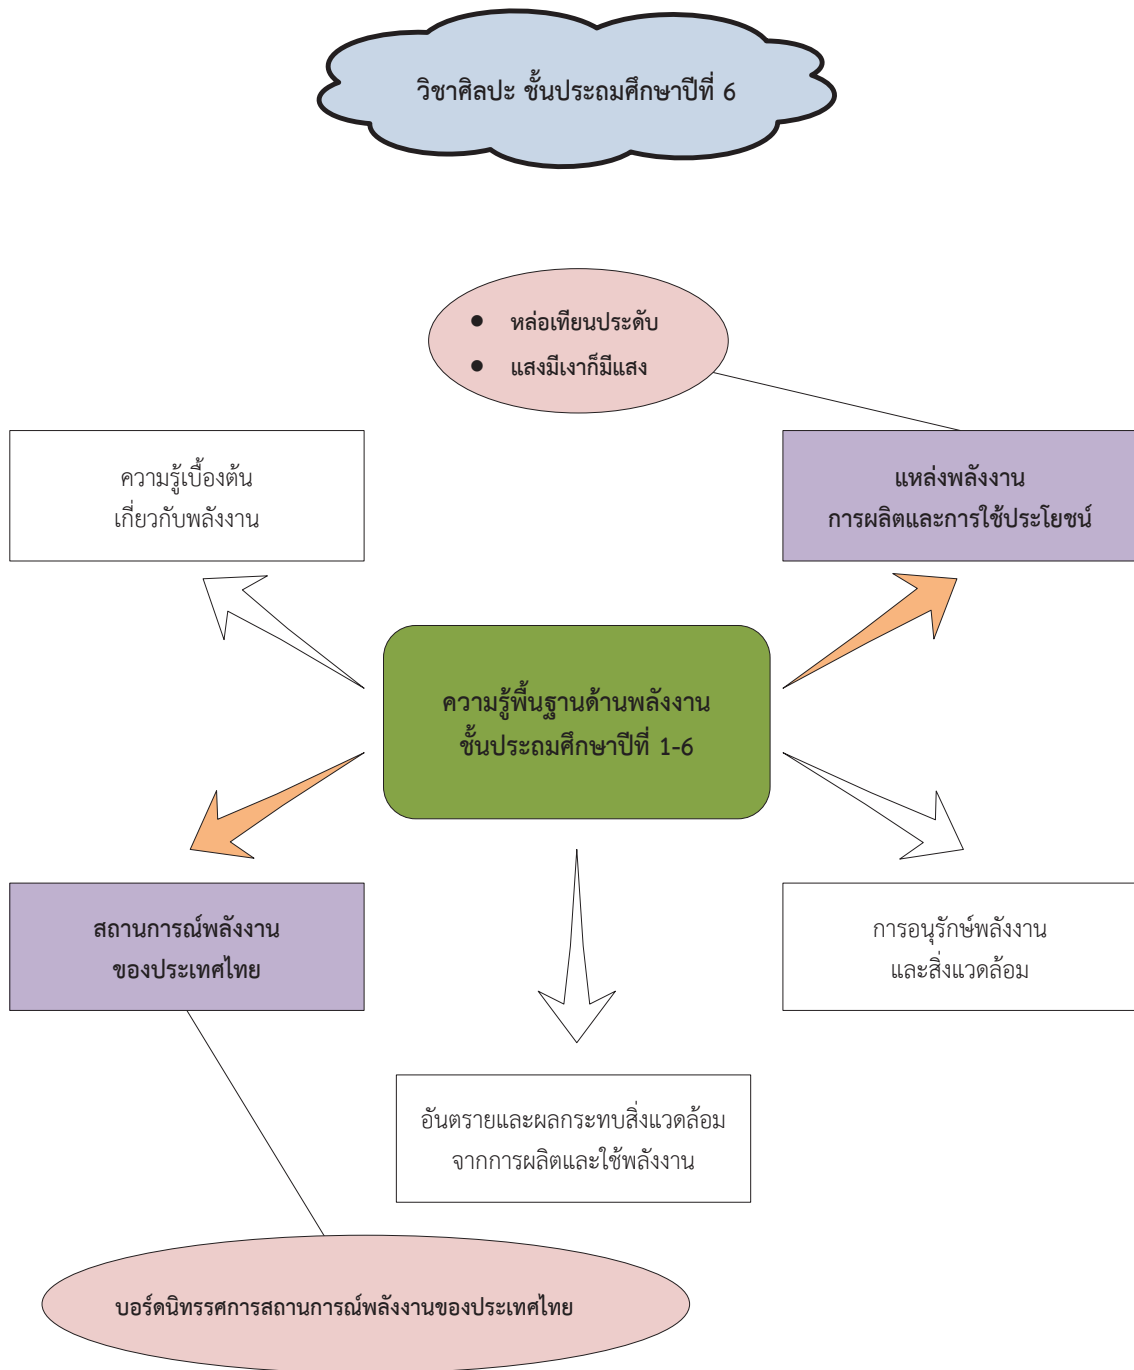 วิชาศิลปะ ชั้นประถมศึกษาปีที่ 6
● หล่อเทียนประดับ
● แสงมีเงาก็มีแสง
ความรู้เบื้องต้น
เกี่ยวกับพลังงาน
แหล่งพลังงาน
การผลิตและการใช้ประโยชน์
ความรู้พื้นฐานด้านพลังงาน
ชั้นประถมศึกษาปีที่ 1-6
สถานการณ์พลังงาน
ของประเทศไทย
การอนุรักษ์พลังงาน
และสิ่งแวดล้อม
อันตรายและผลกระทบสิ่งแวดล้อม
จากการผลิตและใช้พลังงาน
บอร์ดนิทรรศการสถานการณ์พลังงานของประเทศไทย